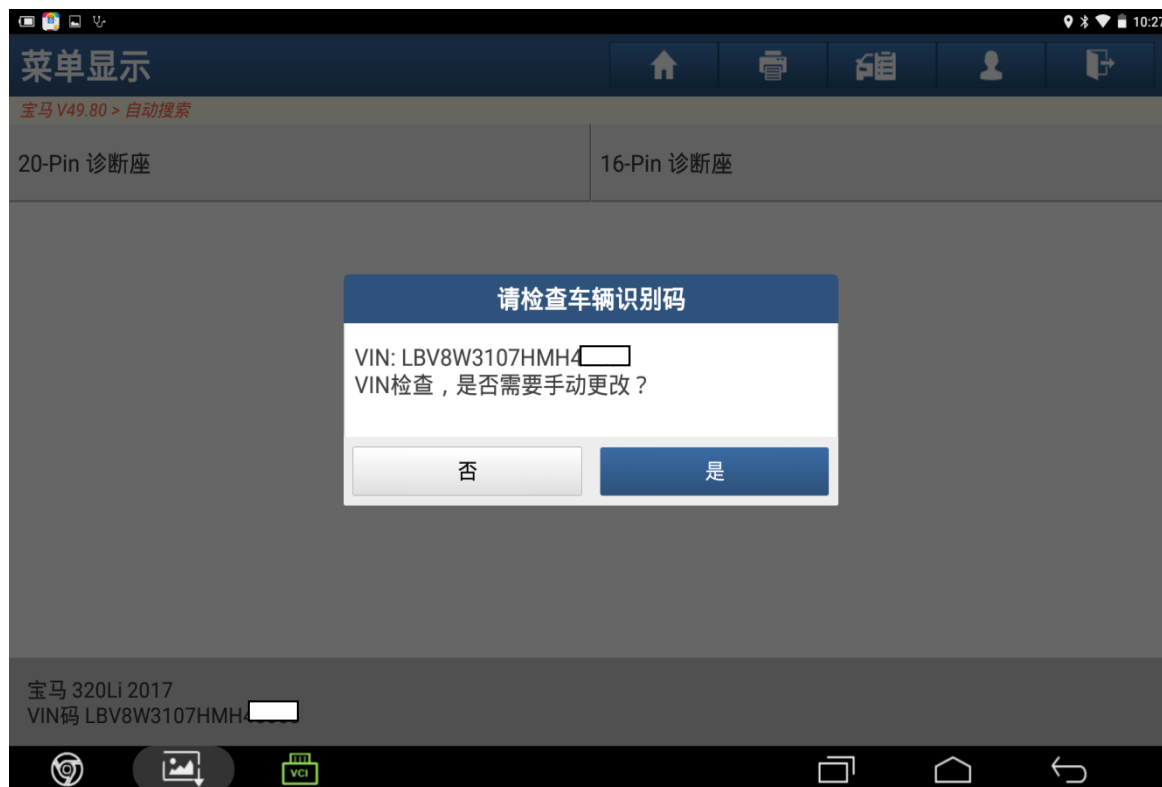 10:27
菜单显示
宝马 V49.80 > 自动搜索
20-Pin 诊断座
16-Pin 诊断座
请检查车辆识别码
VIN: LBV8W3107HMH4
VIN检查，是否需要手动更改？
否
是
宝马 320Li 2017
VIN码 LBV8W3107HMH4
VCI